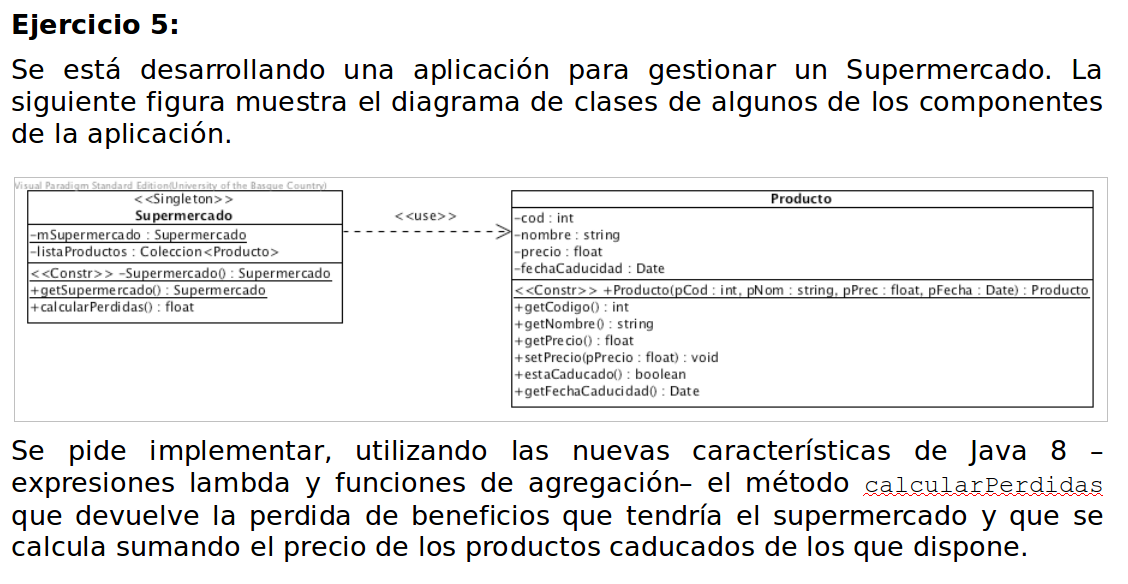 Ejercicio 5:
Se está desarrollando una aplicación para gestionar un Supermercado. La
siguiente figura muestra el diagrama de clases de algunos de los componentes
de la aplicación.
Visual Paradigm Standard Edition(University of the Basque Country)
<<Singleton>>
Supermercado
-mSupermercado : Supermercado
-listaProductos : Coleccion<Producto>
<<Constr>> -Supermercado() : Supermercado
+getSupermercado() : Supermercado
+calcularPerdidas() : float
<<use>>
Producto
-cod : int
-nombre : string
-precio : float
-fechaCaducidad : Date
<<Constr>> +Producto(pCod : int, pNom : string, pPrec : float, pFecha : Date) : Producto
+getCodigo() : int
+getNombre() : string
+getPrecio() : float
+setPrecio(pPrecio : float) : void
+estaCaducado() : boolean
+getFechaCaducidad() : Date
Se pide implementar, utilizando las nuevas características de Java 8 –
expresiones lambda y funciones de agregación– el método calcularPerdidas
que devuelve la perdida de beneficios que tendría el supermercado y que se
calcula sumando el precio de los productos caducados de los que dispone.